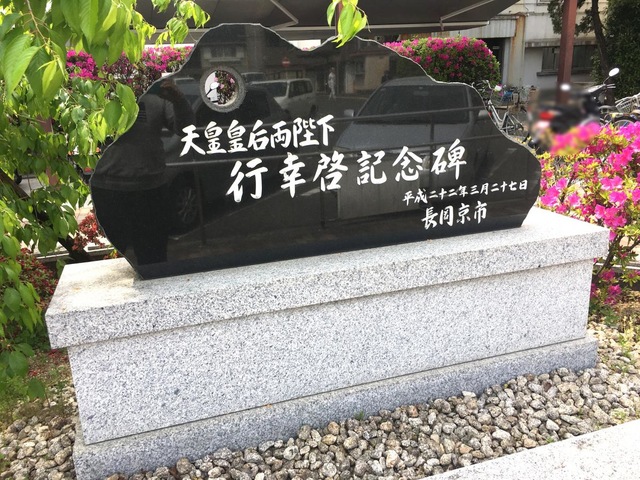 天皇皇后両陛下
行幸啓記念碑
平成二十二年三月二十七日
長岡京市